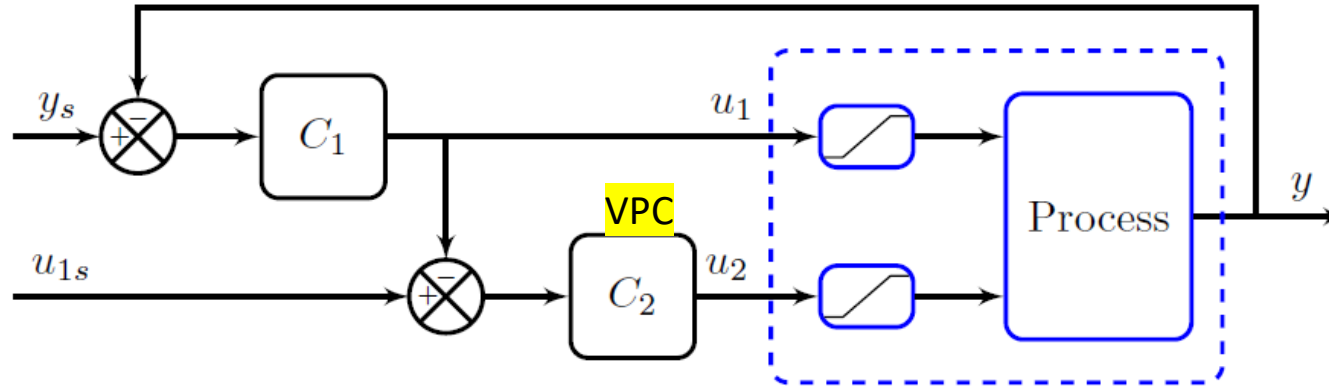 y_s
C_1
u_1
VPC
Process
y
u_{1s}
C_2
u_2